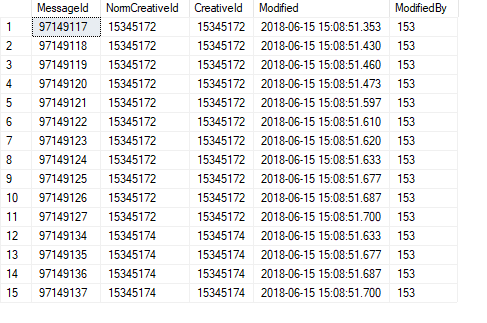 MessageId NormCreativeId CreativeId Modified ModifiedBy
1 97149117 15345172 15345172 2018-06-15 15:08:51.353 153
2 97149118 15345172 15345172 2018-06-15 15:08:51.430 153
3 97149119 15345172 15345172 2018-06-15 15:08:51.460 153
4 97149120 15345172 15345172 2018-06-15 15:08:51.473 153
5 97149121 15345172 15345172 2018-06-15 15:08:51.597 153
6 97149122 15345172 15345172 2018-06-15 15:08:51.610 153
7 97149123 15345172 15345172 2018-06-15 15:08:51.620 153
8 97149124 15345172 15345172 2018-06-15 15:08:51.633 153
9 97149125 15345172 15345172 2018-06-15 15:08:51.677 153
10 97149126 15345172 15345172 2018-06-15 15:08:51.687 153
11 97149127 15345172 15345172 2018-06-15 15:08:51.700 153
12 97149134 15345174 15345174 2018-06-15 15:08:51.633 153
13 97149135 15345174 15345174 2018-06-15 15:08:51.677 153
14 97149136 15345174 15345174 2018-06-15 15:08:51.687 153
15 97149137 15345174 15345174 2018-06-15 15:08:51.700 153